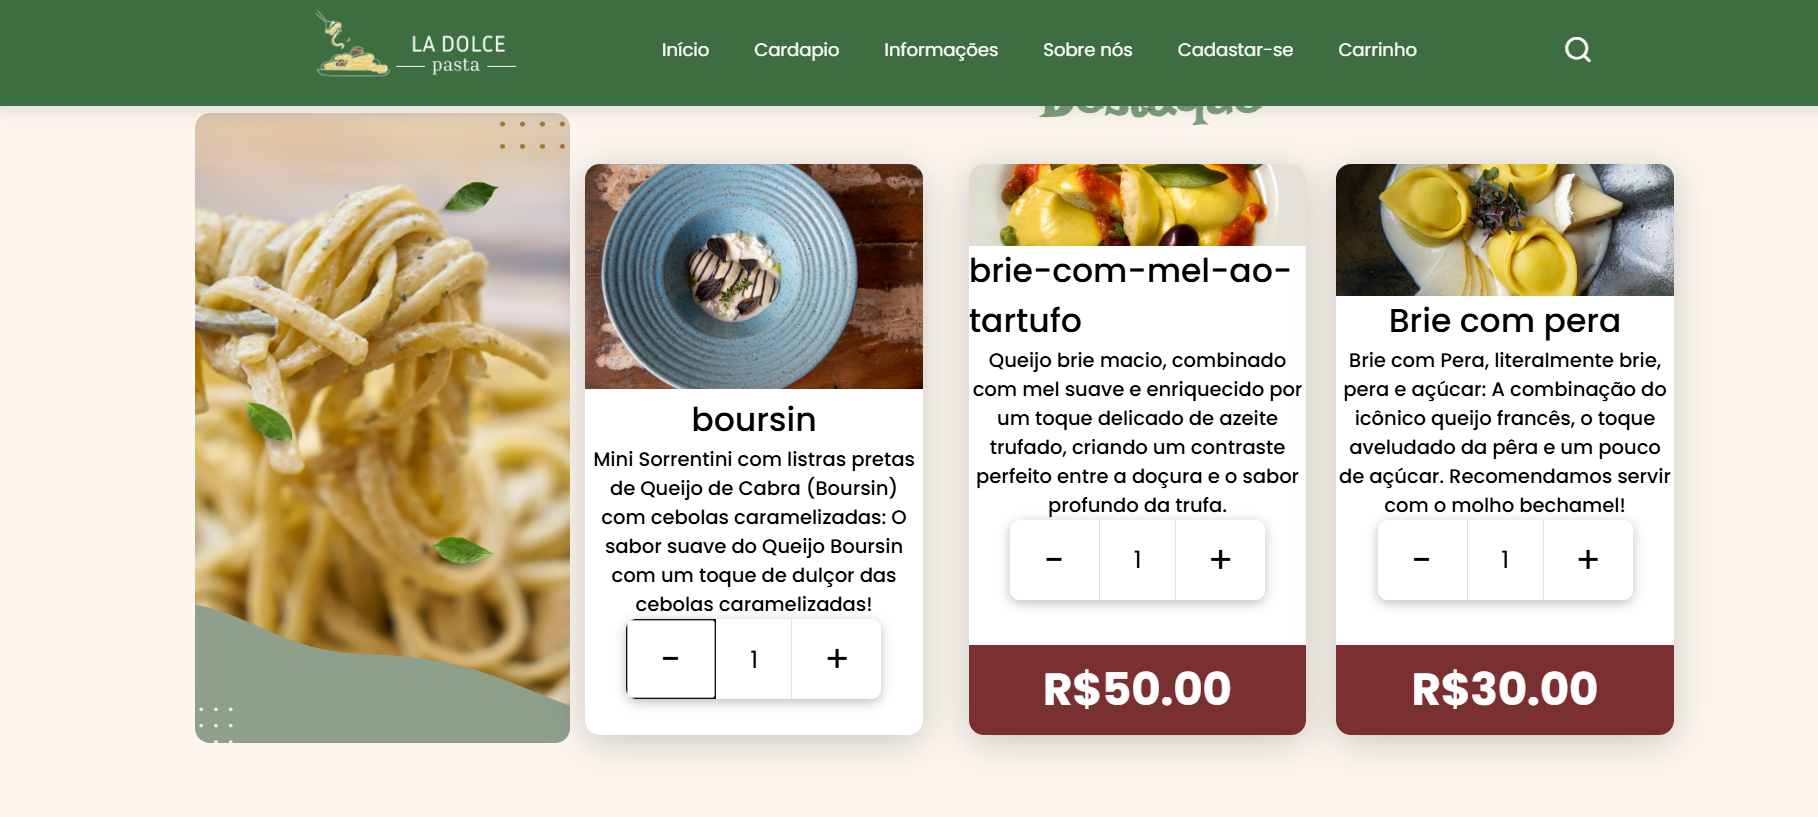 LA DOLCE
pasta
Início Cardapio Informações Sobre nós Cadastar-se Carrinho
Destaque
boursin
Mini Sorrentini com listras pretas
de Queijo de Cabra (Boursin)
com cebolas caramelizadas: O
sabor suave do Queijo Boursin
com um toque de dulçor das
cebolas caramelizadas!
- 1 +
brie-com-mel-ao-
tartufo
Queijo brie macio, combinado
com mel suave e enriquecido por
um toque delicado de azeite
trufado, criando um contraste
perfeito entre a doçura e o sabor
profundo da trufa.
- 1 +
R$50.00
Brie com pera
Brie com Pera, literalmente brie,
pera e açúcar: A combinação do
icônico queijo francês, o toque
aveludado da pêra e um pouco
de açúcar. Recomendamos servir
com o molho bechamel!
- 1 +
R$30.00